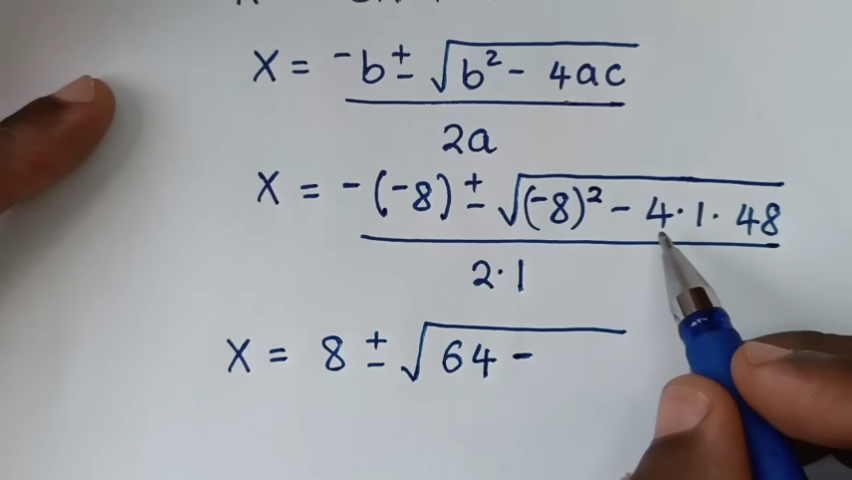 X = -b ± √b² - 4ac
2a
X = -(-8) ± √(-8)² - 4·1·48
2·1
X = 8 ± √64 -